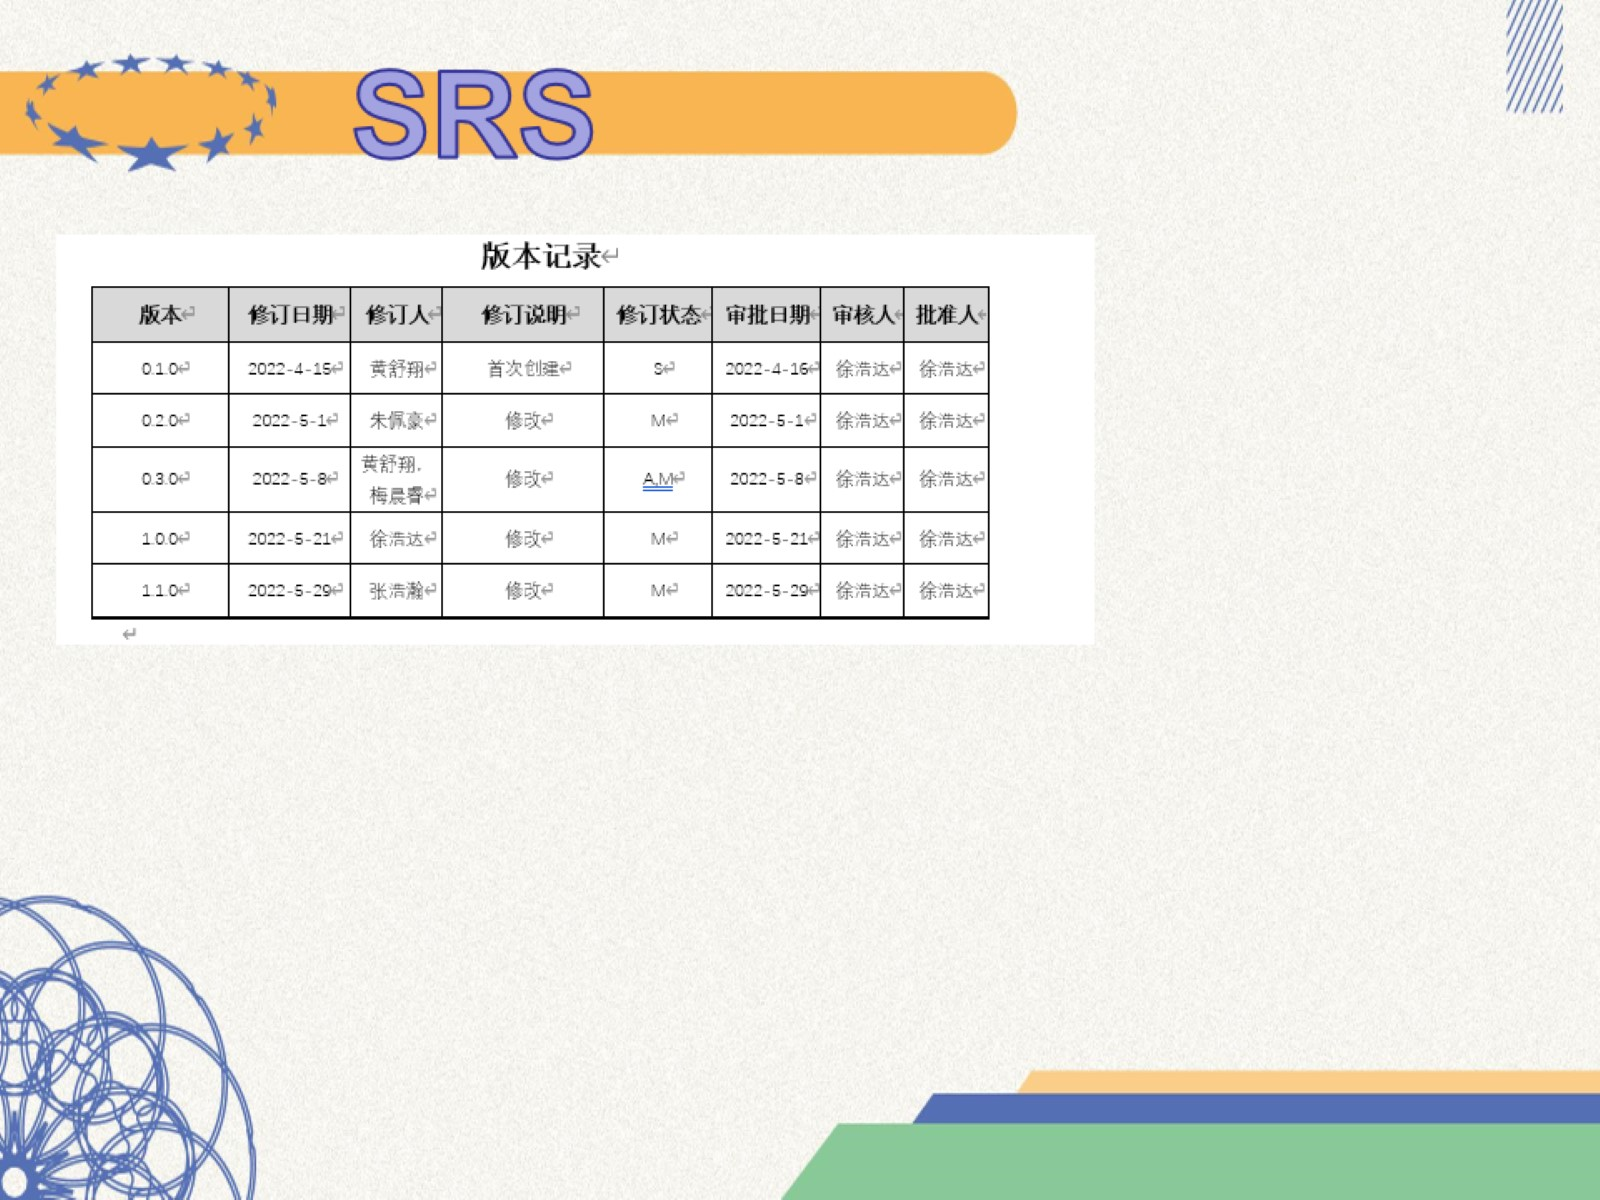 SRS
版本记录
版本 修订日期 修订人 修订说明 修订状态 审批日期 审核人 批准人
0.1.0 2022-4-15 黄舒翔 首次创建 S 2022-4-16 徐浩达 徐浩达
0.2.0 2022-5-1 朱佩豪 修改 M 2022-5-1 徐浩达 徐浩达
0.3.0 2022-5-8 黄舒翔, 梅晨睿 修改 A,M 2022-5-8 徐浩达 徐浩达
1.0.0 2022-5-21 徐浩达 修改 M 2022-5-21 徐浩达 徐浩达
1.1.0 2022-5-29 张浩瀚 修改 M 2022-5-29 徐浩达 徐浩达